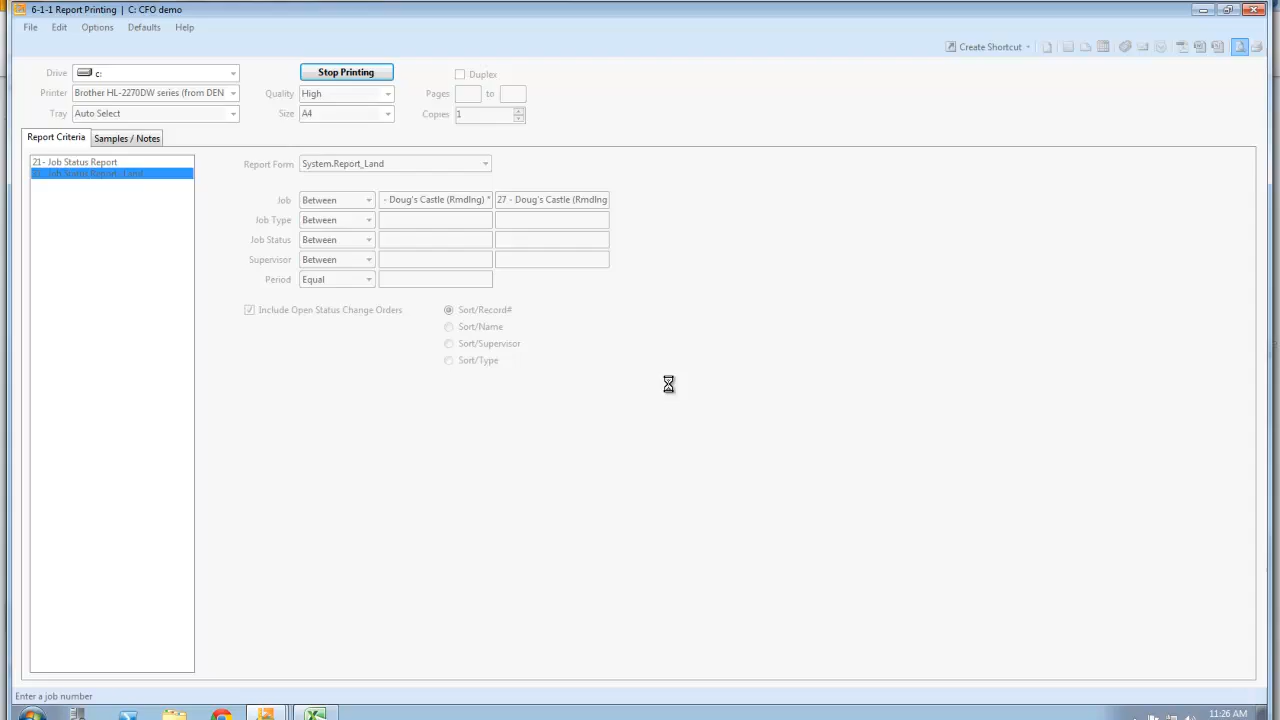 6-1-1 Report Printing | C: CFO demo
File Edit Options Defaults Help
Create Shortcut
Drive c: Stop Printing Duplex
Printer Brother HL-2270DW series (from DEN Quality High Pages to
Tray Auto Select Size A4 Copies 1
Report Criteria Samples / Notes
21- Job Status Report
31- Job Status Report_Land
Report Form System.Report_Land
Job Between - Doug's Castle (Rmdlng) * 27 - Doug's Castle (Rmdlng
Job Type Between
Job Status Between
Supervisor Between
Period Equal
Include Open Status Change Orders Sort/Record#
Sort/Name
Sort/Supervisor
Sort/Type
Enter a job number
11:26 AM